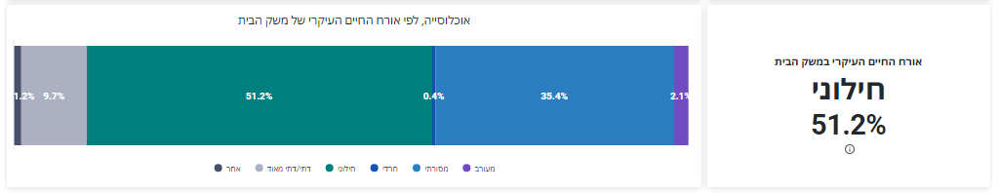 אוכלוסייה, לפי אורח החיים העיקרי של משק הבית
1.2% 9.7% 51.2% 0.4% 35.4% 2.1%
אחר דתי/דתי מאוד חילוני חרדי מסורתי מעורב
אורח החיים העיקרי במשק הבית
חילוני
51.2%